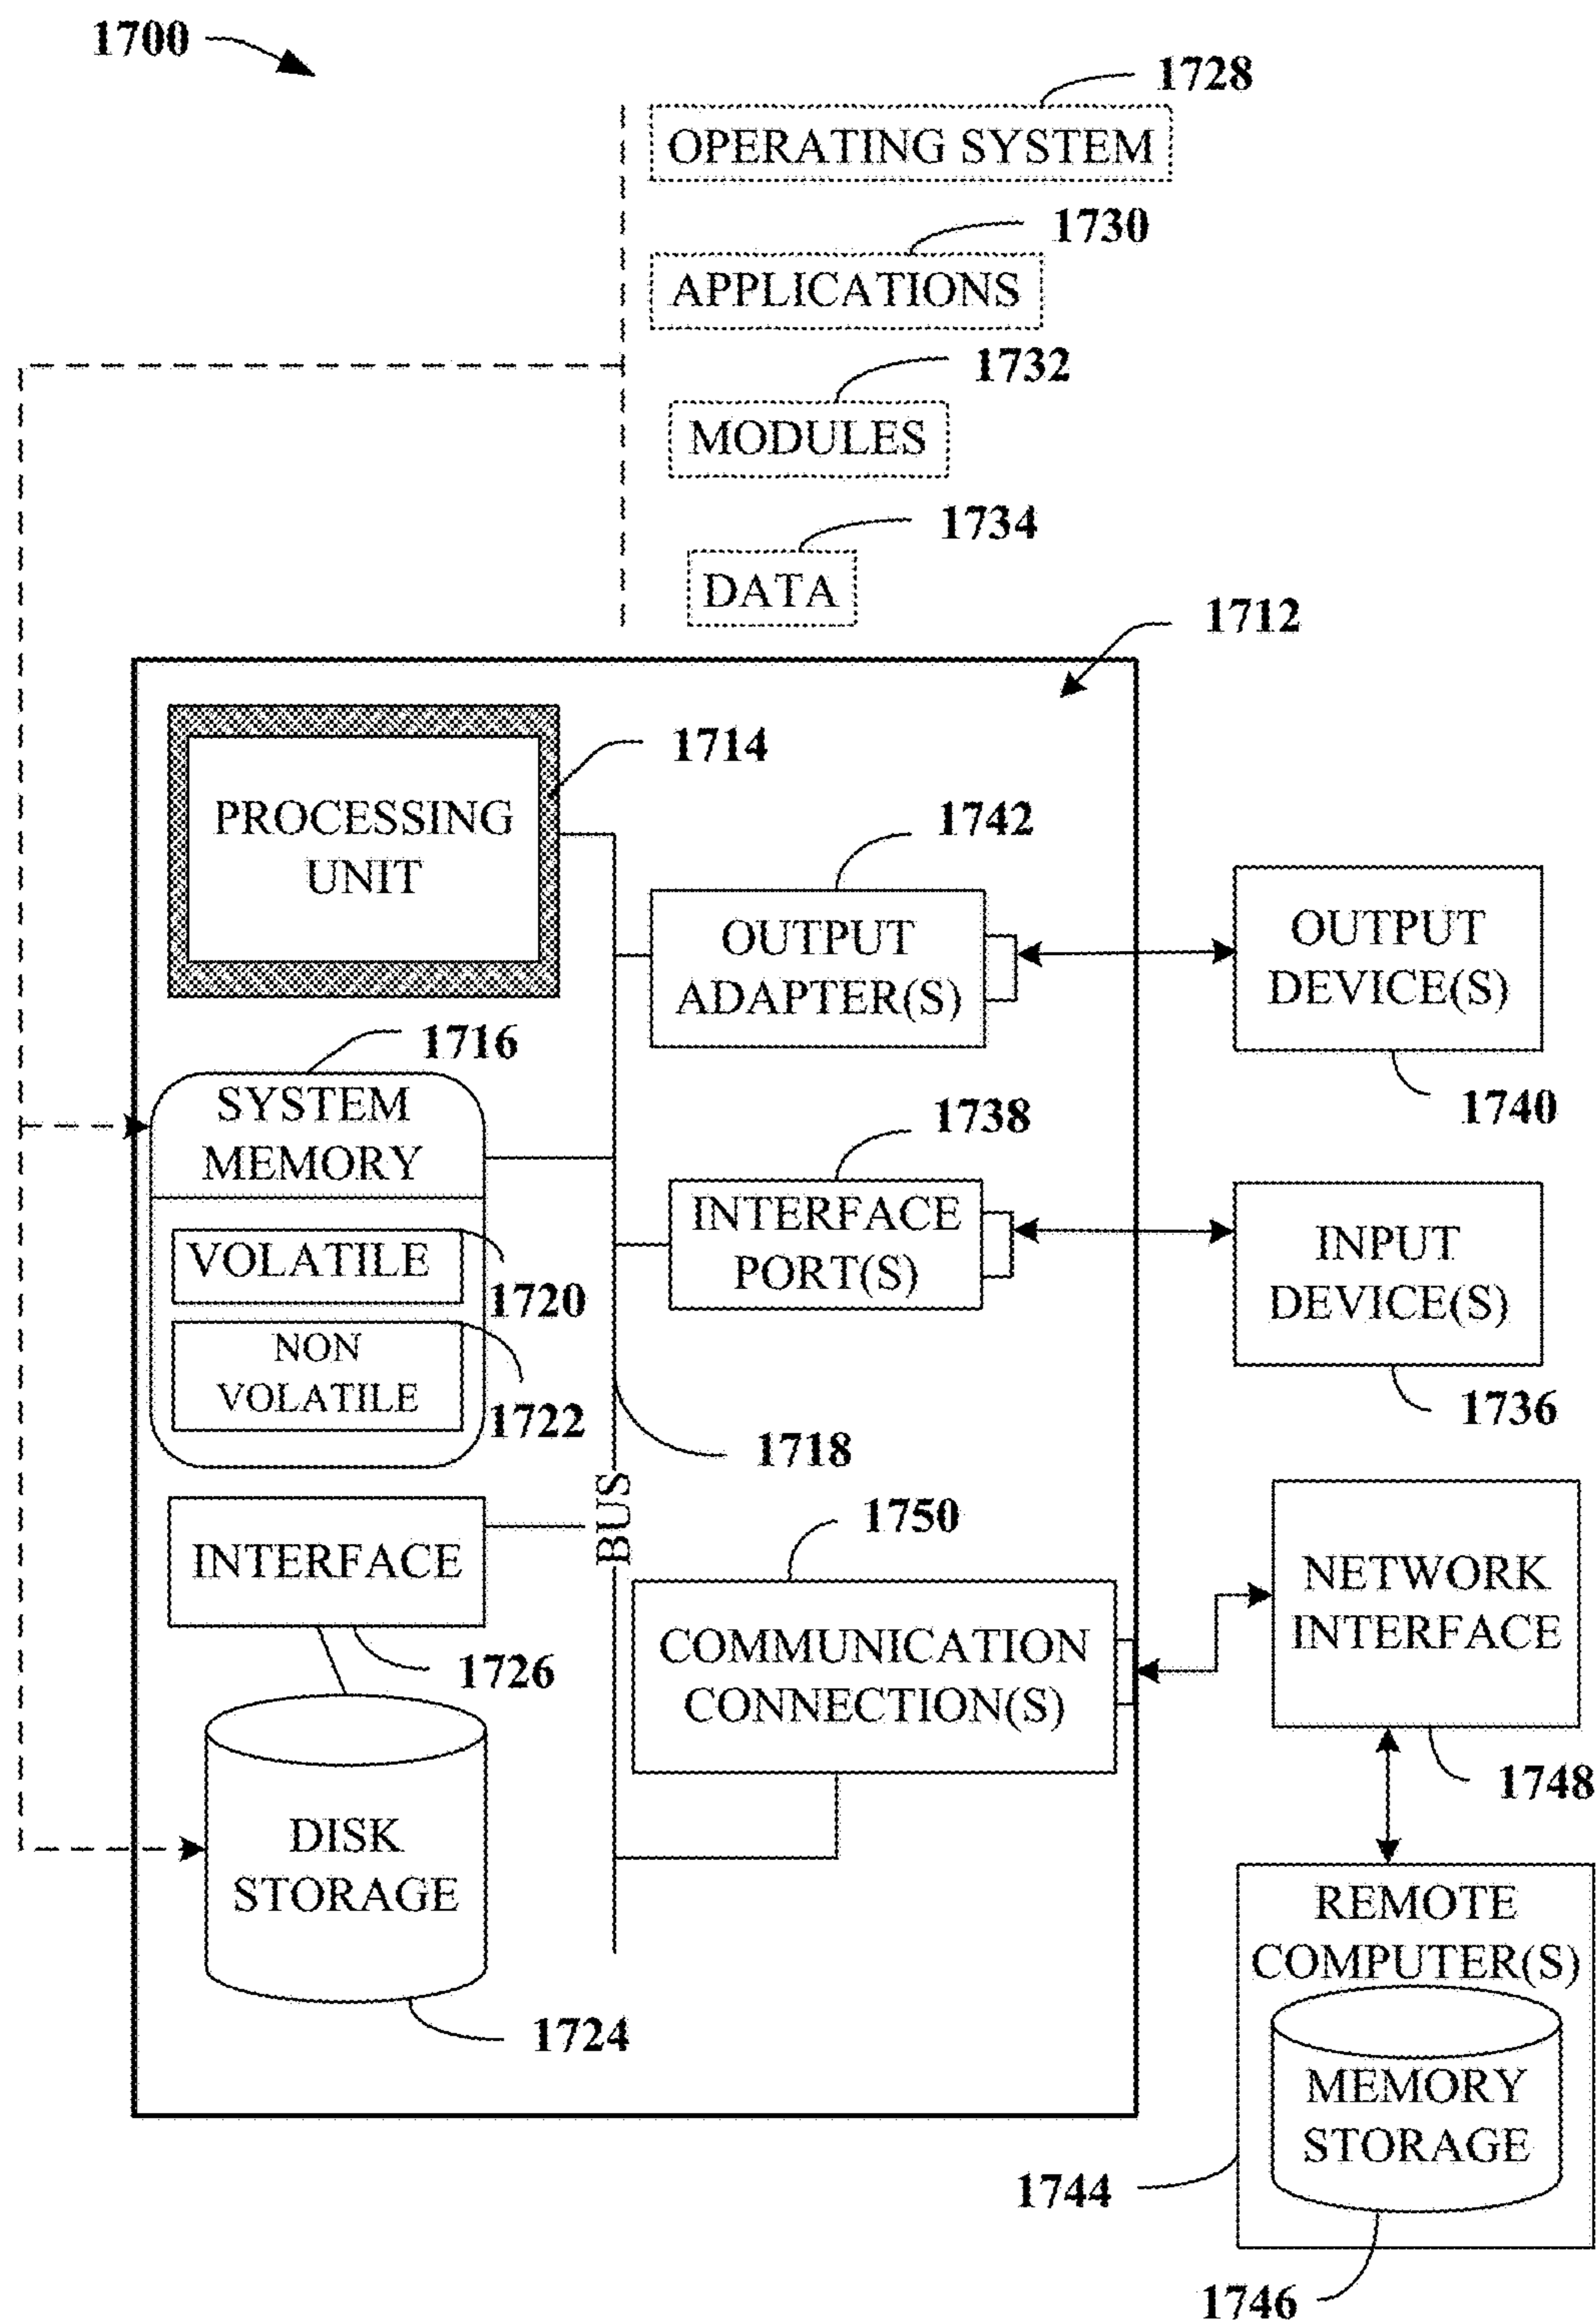 1700
1728
OPERATING SYSTEM
1730
APPLICATIONS
1732
MODULES
1734
DATA
1712
1714
PROCESSING
UNIT
1742
OUTPUT
ADAPTER(S)
OUTPUT
DEVICE(S)
1740
1716
SYSTEM
MEMORY
VOLATILE
1720
NON
VOLATILE
1722
1738
INTERFACE
PORT(S)
INPUT
DEVICE(S)
1736
1718
BUS
INTERFACE
1726
1750
COMMUNICATION
CONNECTION(S)
NETWORK
INTERFACE
1748
DISK
STORAGE
1724
REMOTE
COMPUTER(S)
MEMORY
STORAGE
1744
1746